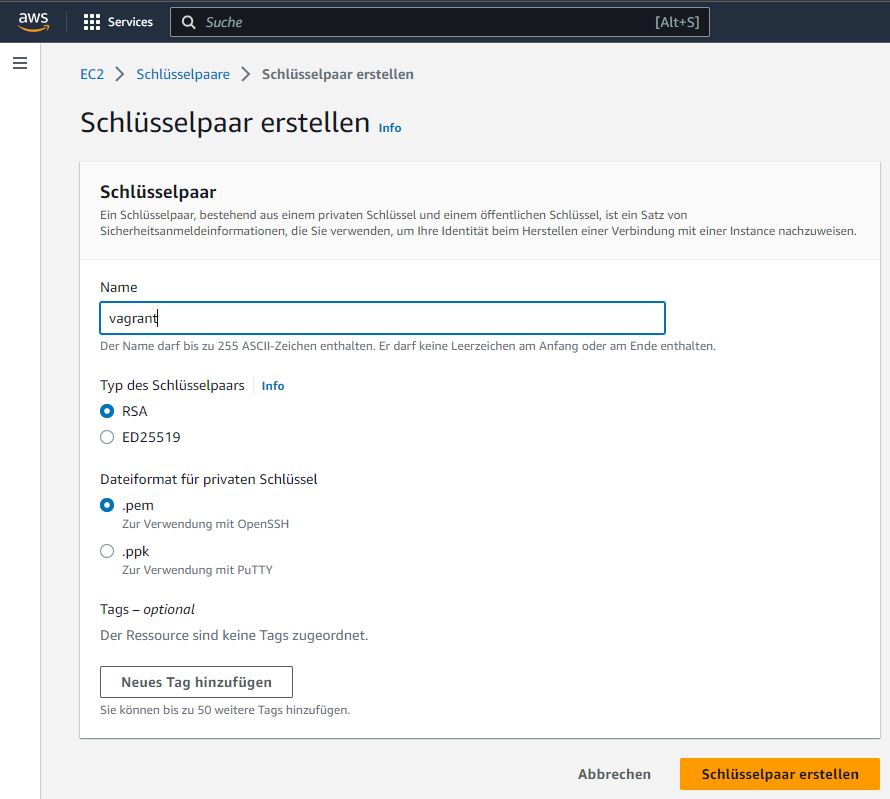 aws
Services
Suche
[Alt+S]
EC2 > Schlüsselpaare > Schlüsselpaar erstellen
Schlüsselpaar erstellen Info
Schlüsselpaar
Ein Schlüsselpaar, bestehend aus einem privaten Schlüssel und einem öffentlichen Schlüssel, ist ein Satz von
Sicherheitsanmeldeinformationen, die Sie verwenden, um Ihre Identität beim Herstellen einer Verbindung mit einer Instance nachzuweisen.
Name
vagrant
Der Name darf bis zu 255 ASCII-Zeichen enthalten. Er darf keine Leerzeichen am Anfang oder am Ende enthalten.
Typ des Schlüsselpaars Info
RSA
ED25519
Dateiformat für privaten Schlüssel
.pem
Zur Verwendung mit OpenSSH
.ppk
Zur Verwendung mit PuTTY
Tags – optional
Der Ressource sind keine Tags zugeordnet.
Neues Tag hinzufügen
Sie können bis zu 50 weitere Tags hinzufügen.
Abbrechen
Schlüsselpaar erstellen